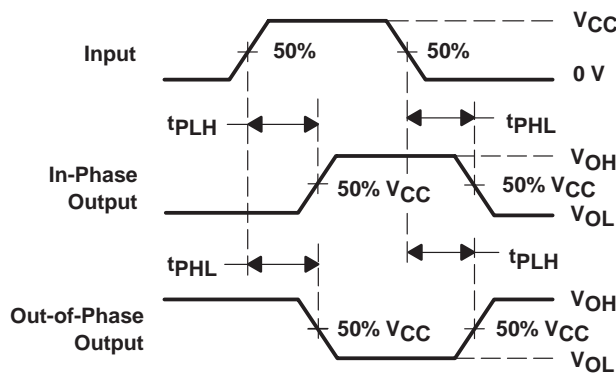 VCC
Input
50%
50%
0 V
tPLH
tPHL
VOH
In-Phase
Output
50% VCC
50% VCC
VOL
tPHL
tPLH
VOH
Out-of-Phase
Output
50% VCC
50% VCC
VOL